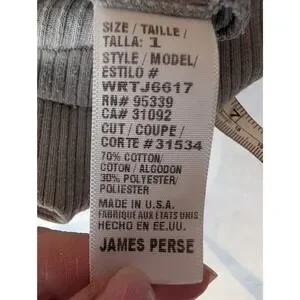 SIZE / TAILLE /
TALLA: 1
STYLE / MODEL/
ESTILO #
WRTJ6617
RN# 95339
CA# 31092
CUT / COUPE /
CORTE #31534
70% COTTON/
COTON / ALGODON
30% POLYESTER/
POLIESTER
MADE IN U.S.A.
FABRIQUE AUX ETATS UNIS
HECHO EN EE.UU.
JAMES PERSE